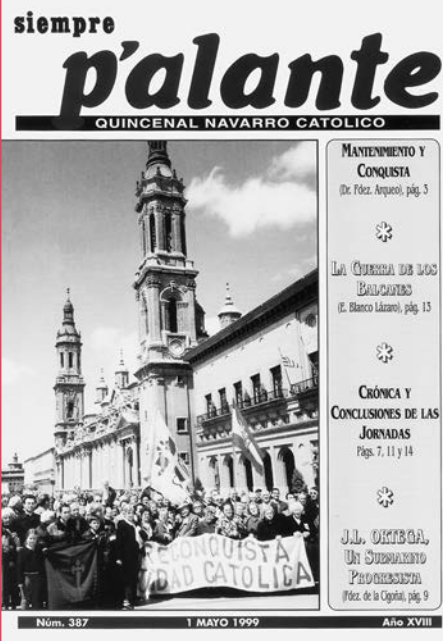 siempre
p'alante
QUINCENAL NAVARRO CATOLICO
MANTENIMIENTO Y
CONQUISTA
(Dr. Fdez. Arqueo), pág. 3
LA GUERRA DE LOS
BALCANES
(E. Blanco Lázaro), pág. 13
CRÓNICA Y
CONCLUSIONES DE LAS
JORNADAS
Págs. 7, 11 y 14
J.L. ORTEGA,
UN SUBMARINO
PROGRESISTA
(Fdez. de la Cigoña), pág. 9
RECONQUISTA
UNIDAD CATOLICA
Núm. 387
1 MAYO 1999
Año XVIII